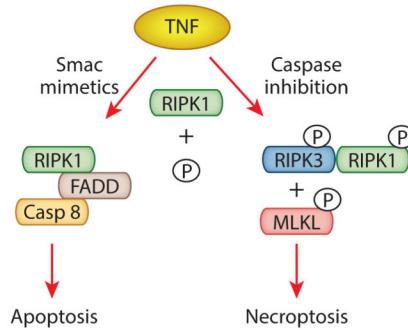 TNF
Smac
mimetics
Caspase
inhibition
RIPK1
+
P
RIPK1
FADD
Casp 8
P
RIPK3
P
RIPK1
+
P
MLKL
Apoptosis
Necroptosis